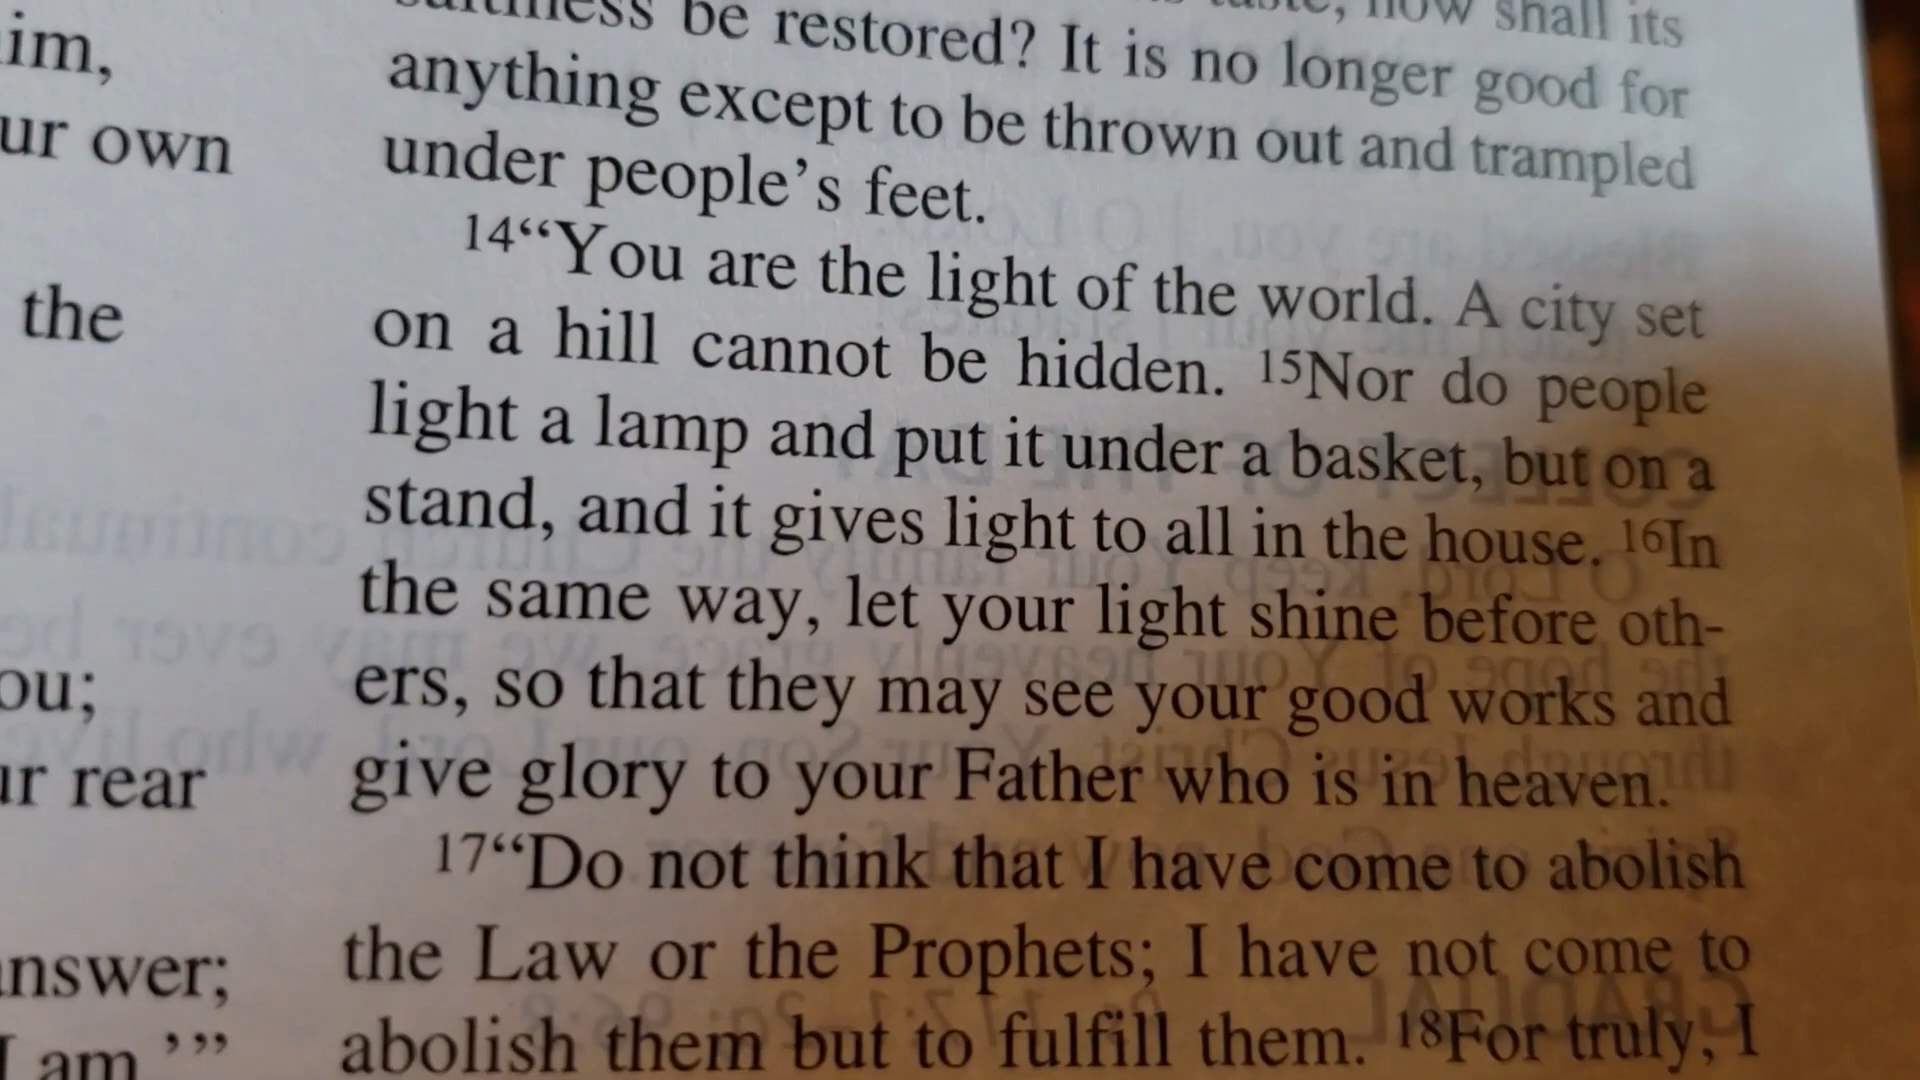 im,
ur own
the
ou;
ur rear
nswer;
I am ’”
be restored? It is no longer good for
anything except to be thrown out and trampled
under people’s feet.
14“You are the light of the world. A city set
on a hill cannot be hidden. 15Nor do people
light a lamp and put it under a basket, but on a
stand, and it gives light to all in the house. 16In
the same way, let your light shine before oth-
ers, so that they may see your good works and
give glory to your Father who is in heaven.
17“Do not think that I have come to abolish
the Law or the Prophets; I have not come to
abolish them but to fulfill them. 18For truly, I